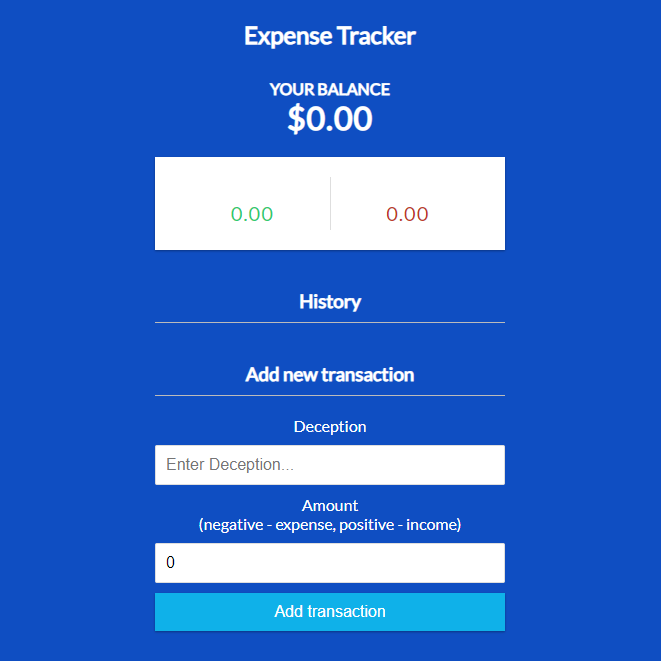 Expense Tracker
YOUR BALANCE
$0.00
0.00 0.00
History
Add new transaction
Deception
Enter Deception...
Amount
(negative - expense, positive - income)
0
Add transaction